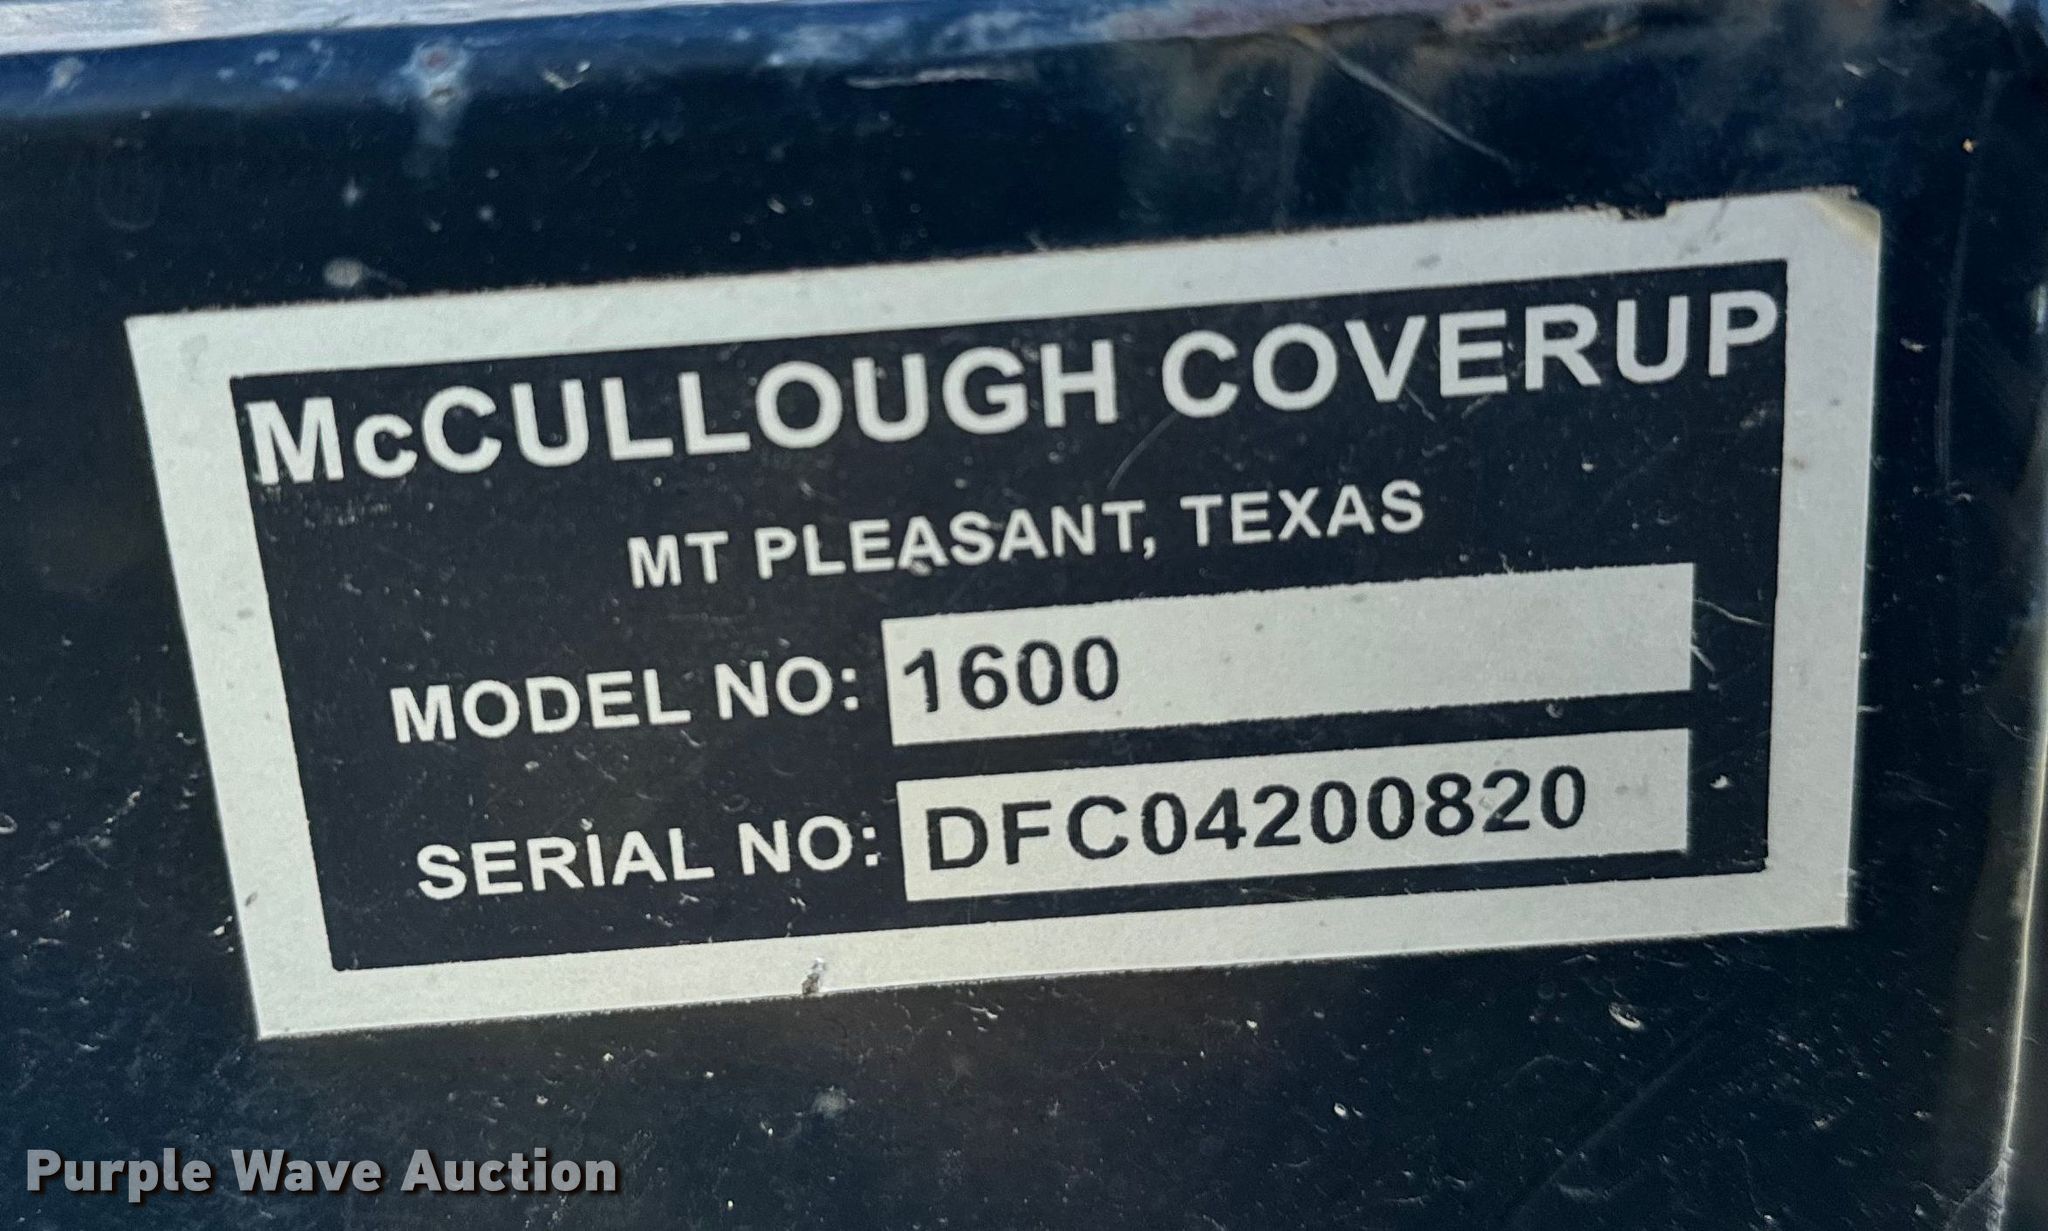 McCULLOUGH COVERUP
MT PLEASANT, TEXAS
MODEL NO: 1600
SERIAL NO: DFC04200820
Purple Wave Auction